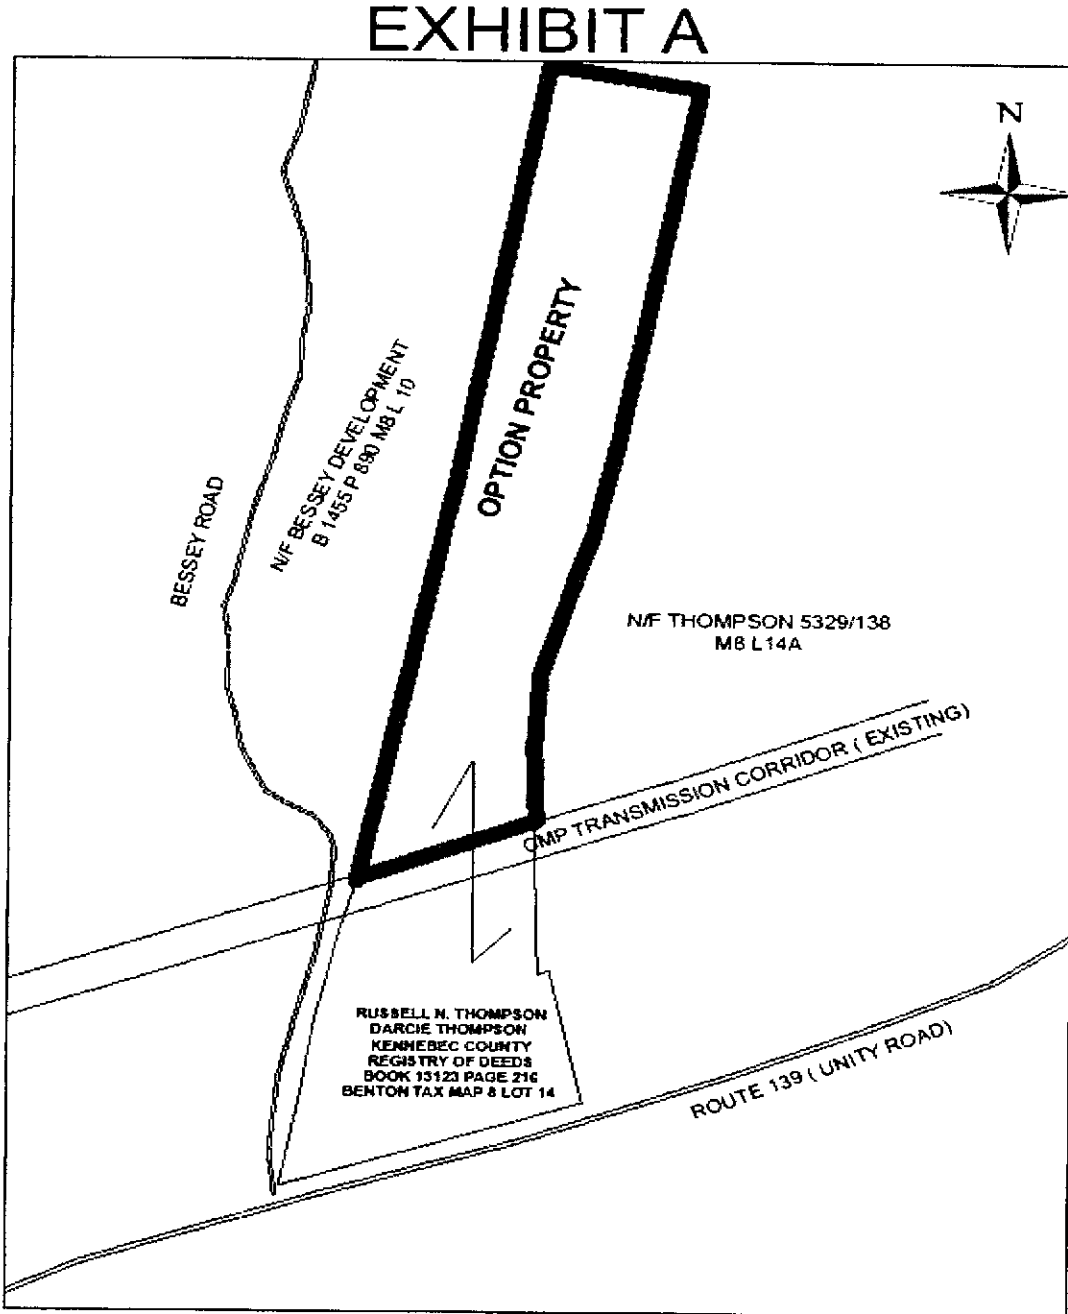 EXHIBIT A
N
OPTION PROPERTY
N/F BESSEY DEVELOPMENT
B 1455 P 890 M8 L 10
BESSEY ROAD
N/F THOMPSON 5329/138
M8 L14A
CMP TRANSMISSION CORRIDOR ( EXISTING)
RUSSELL N. THOMPSON
DARCIE THOMPSON
KENNEBEC COUNTY
REGISTRY OF DEEDS
BOOK 13123 PAGE 216
BENTON TAX MAP 8 LOT 14
ROUTE 139 ( UNITY ROAD)